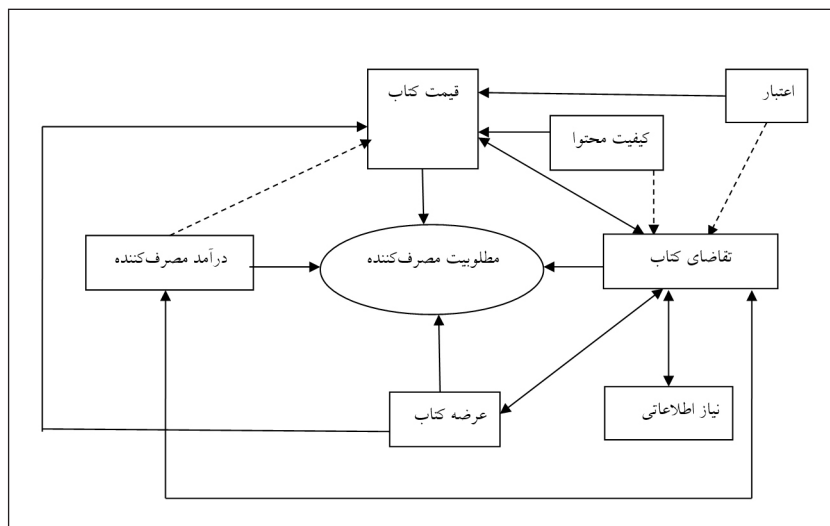 قیمت کتاب
اعتبار
کیفیت محتوا
درآمد مصرف‌کننده
مطلوبیت مصرف‌کننده
تقاضای کتاب
عرضه کتاب
نیاز اطلاعاتی